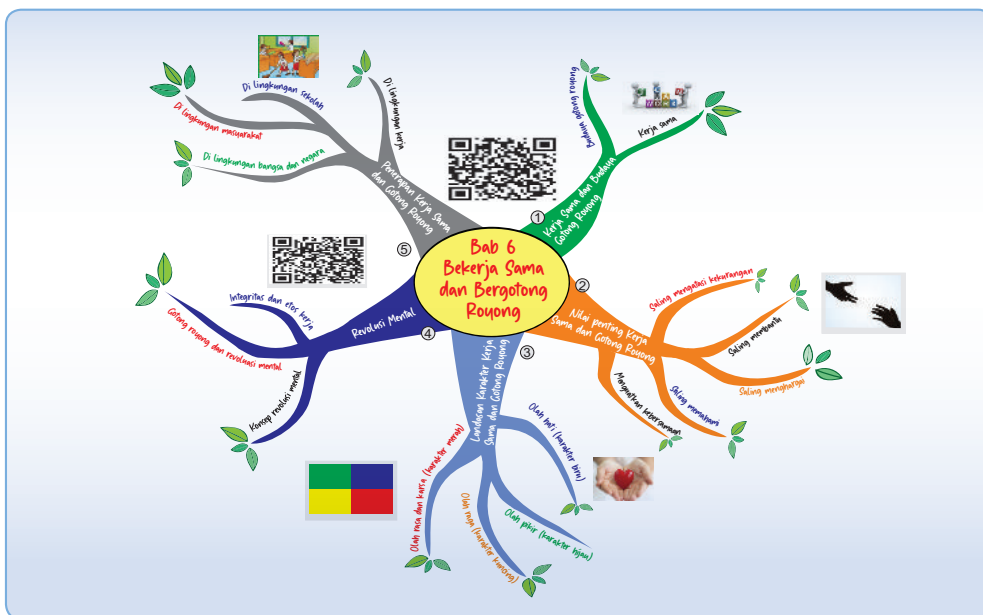 Bab 6
Bekerja Sama
dan Bergotong
Royong
1
Kerja Sama dan Budaya
Gotong Royong
Budaya gotong royong
Kerja sama
2
Nilai penting Kerja
Sama dan Gotong Royong
Saling mengatasi kekurangan
Saling membantu
Saling menghargai
Saling memahami
Menguatkan kebersamaan
3
Landasan Karakter Kerja
Sama dan Gotong Royong
Olah hati (karakter biru)
Olah pikir (karakter hijau)
Olah raga (karakter kuning)
Olah rasa dan karsa (karakter merah)
4
Revolusi Mental
Integritas dan etos kerja
Gotong royong dan revoluasi mental
Konsep revolusi mental
5
Penerapan Kerja Sama
dan Gotong Royong
Di lingkungan kerja
Di lingkungan sekolah
Di lingkungan masyarakat
Di lingkungan bangsa dan negara